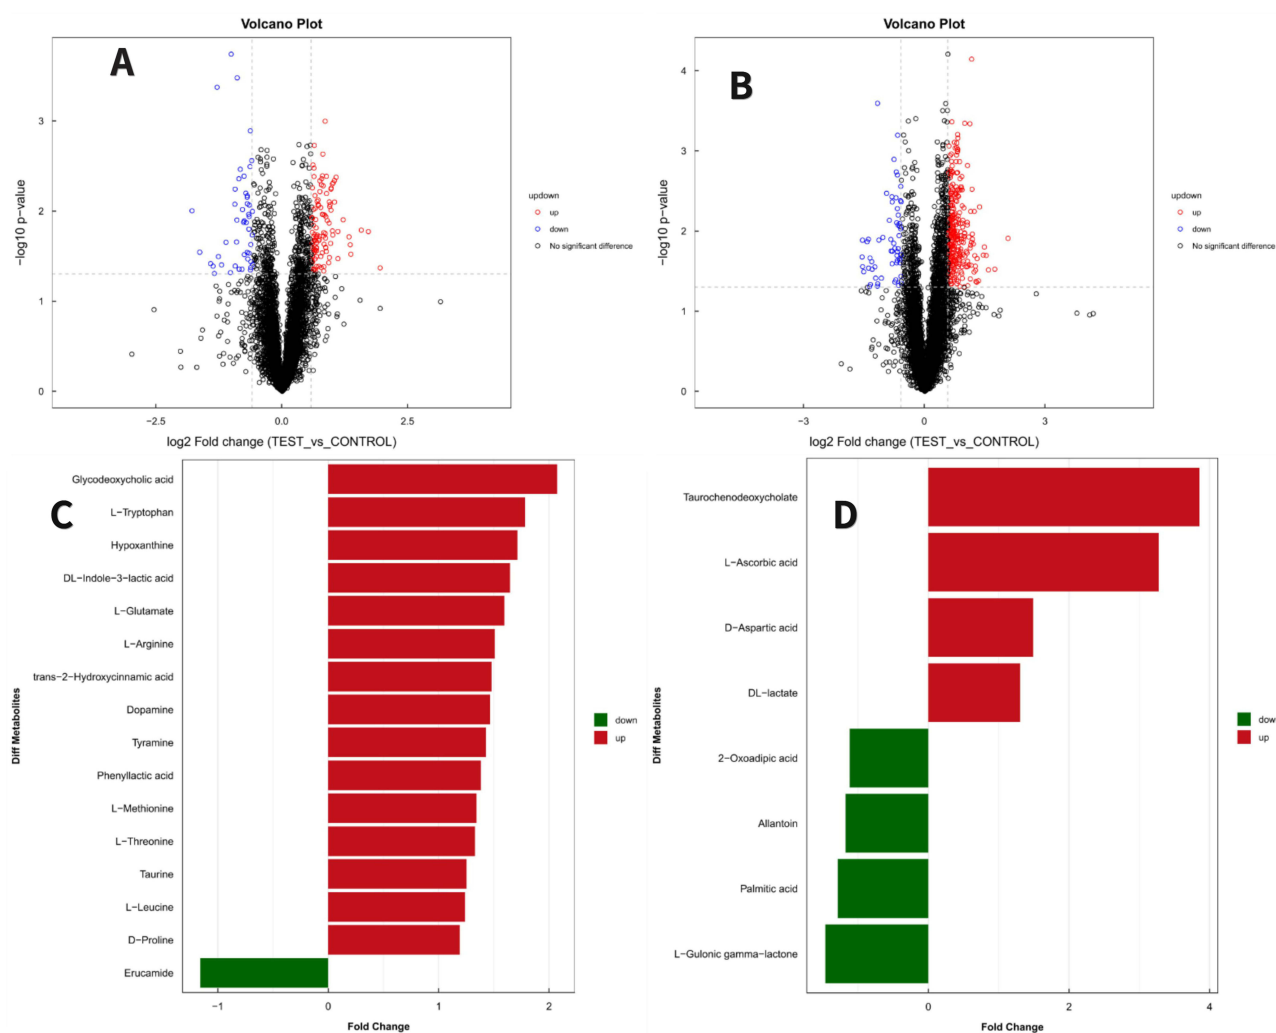 Volcano Plot
A
3
2
1
0
−log10 p−value
−2.5
0.0
2.5
log2 Fold change (TEST_vs_CONTROL)
updown
up
down
No significant difference
Volcano Plot
B
4
3
2
1
0
−log10 p−value
−3
0
3
log2 Fold change (TEST_vs_CONTROL)
updown
up
down
No significant difference
C
Diff Metabolites
Glycodeoxycholic acid
L−Tryptophan
Hypoxanthine
DL−Indole−3−lactic acid
L−Glutamate
L−Arginine
trans−2−Hydroxycinnamic acid
Dopamine
Tyramine
Phenyllactic acid
L−Methionine
L−Threonine
Taurine
L−Leucine
D−Proline
Erucamide
−1
0
1
2
Fold Change
down
up
D
Diff Metabolites
Taurochenodeoxycholate
L−Ascorbic acid
D−Aspartic acid
DL−lactate
2−Oxoadipic acid
Allantoin
Palmitic acid
L−Gulonic gamma−lactone
0
2
4
Fold Change
dow
up